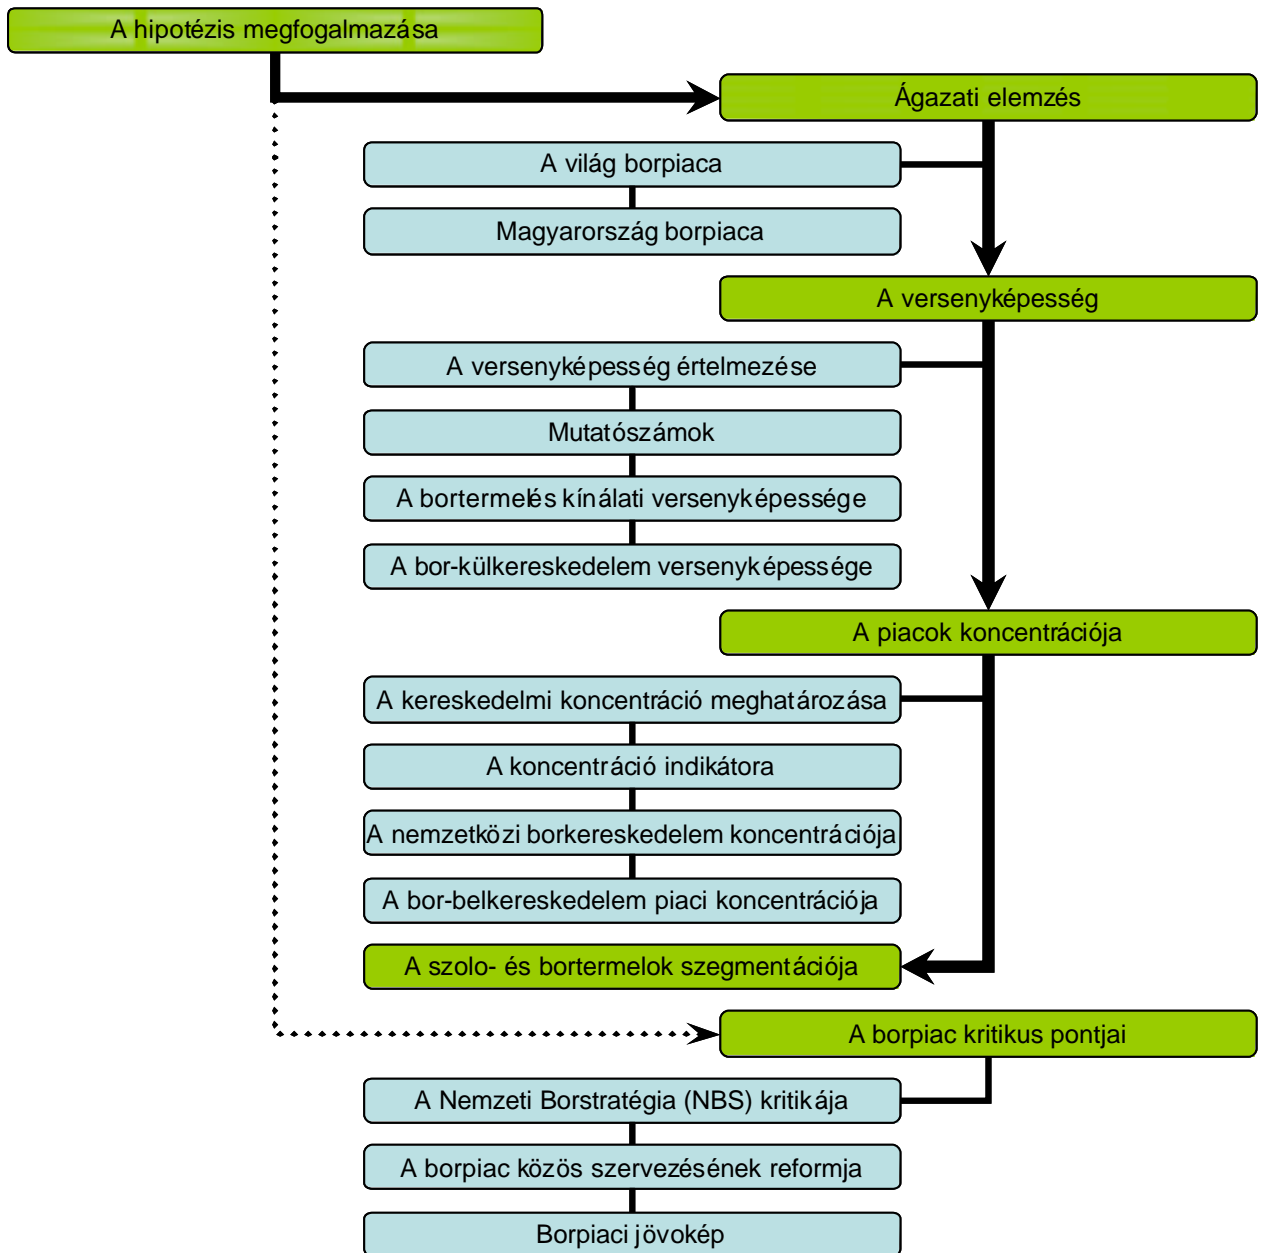 A hipotézis megfogalmazása
Ágazati elemzés
A világ borpiaca
Magyarország borpiaca
A versenyképesség
A versenyképesség értelmezése
Mutatószámok
A bortermelés kínálati versenyképessége
A bor-külkereskedelem versenyképessége
A piacok koncentrációja
A kereskedelmi koncentráció meghatározása
A koncentráció indikátora
A nemzetközi borkereskedelem koncentrációja
A bor-belkereskedelem piaci koncentrációja
A szolo- és bortermelok szegmentációja
A borpiac kritikus pontjai
A Nemzeti Borstratégia (NBS) kritikája
A borpiac közös szervezésének reformja
Borpiaci jövokép